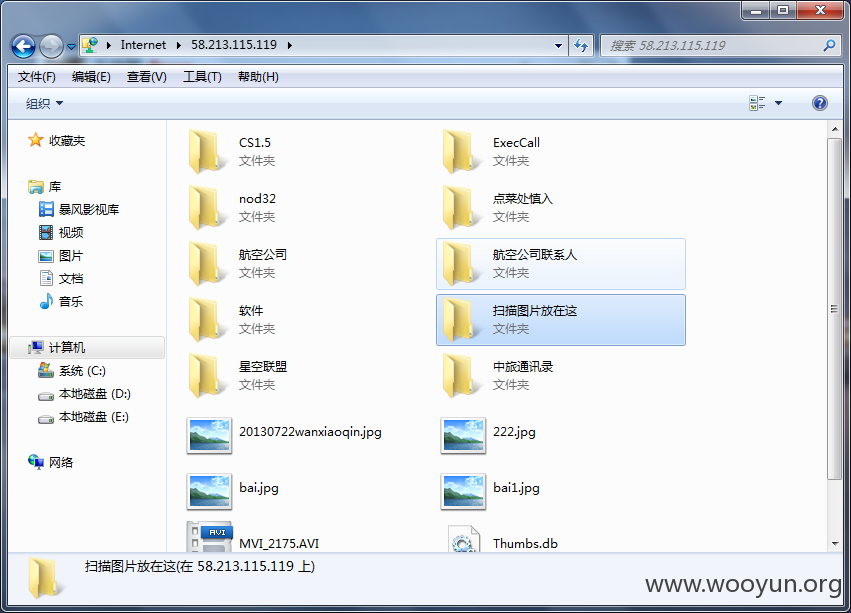 Internet 58.213.115.119
搜索 58.213.115.119
文件(F) 编辑(E) 查看(V) 工具(T) 帮助(H)
组织
收藏夹
库
暴风影视库
视频
图片
文档
音乐
计算机
系统 (C:)
本地磁盘 (D:)
本地磁盘 (E:)
网络
CS1.5
文件夹
ExecCall
文件夹
nod32
文件夹
点菜处慎入
文件夹
航空公司
文件夹
航空公司联系人
文件夹
软件
文件夹
扫描图片放在这
文件夹
星空联盟
文件夹
中旅通讯录
文件夹
20130722wanxiaoqin.jpg
222.jpg
bai.jpg
bai1.jpg
AVI
MVI_2175.AVI
Thumbs.db
扫描图片放在这(在 58.213.115.119 上)
www.wooyun.org